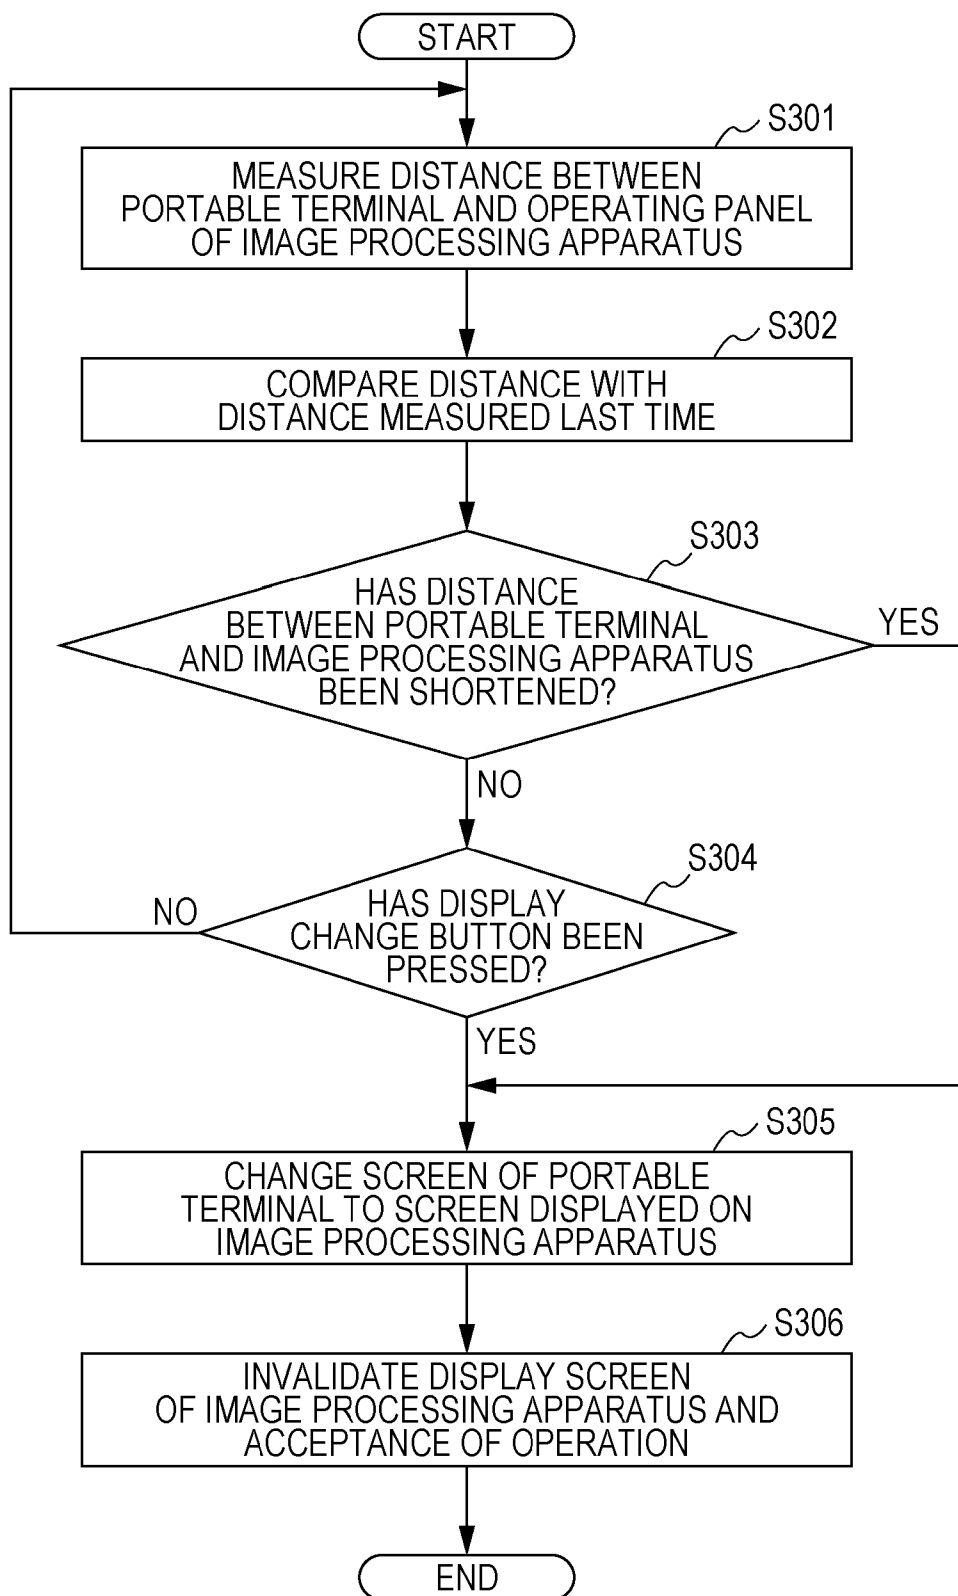 START
S301
MEASURE DISTANCE BETWEEN
PORTABLE TERMINAL AND OPERATING PANEL
OF IMAGE PROCESSING APPARATUS
S302
COMPARE DISTANCE WITH
DISTANCE MEASURED LAST TIME
S303
HAS DISTANCE
BETWEEN PORTABLE TERMINAL
AND IMAGE PROCESSING APPARATUS
BEEN SHORTENED?
YES
NO
S304
HAS DISPLAY
CHANGE BUTTON BEEN
PRESSED?
NO
YES
S305
CHANGE SCREEN OF PORTABLE
TERMINAL TO SCREEN DISPLAYED ON
IMAGE PROCESSING APPARATUS
S306
INVALIDATE DISPLAY SCREEN
OF IMAGE PROCESSING APPARATUS AND
ACCEPTANCE OF OPERATION
END